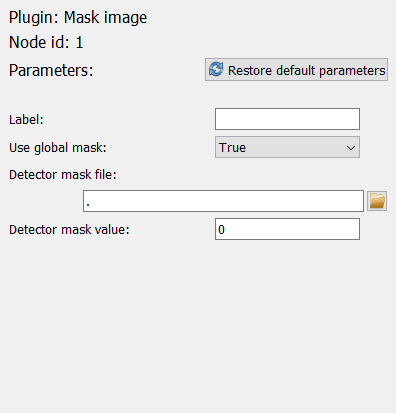 Plugin: Mask image
Node id: 1
Parameters: Restore default parameters
Label:
Use global mask: True
Detector mask file:
.
Detector mask value: 0